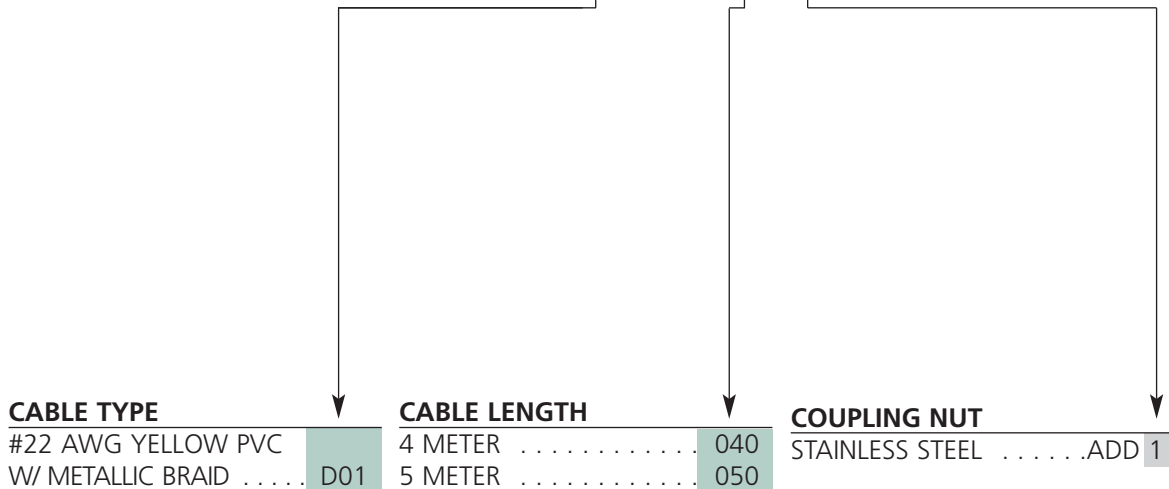 CABLE TYPE
#22 AWG YELLOW PVC
W/ METALLIC BRAID . . . . . D01
CABLE LENGTH
4 METER . . . . . . . . . . . . . 040
5 METER . . . . . . . . . . . . . 050
COUPLING NUT
STAINLESS STEEL . . . . . .ADD 1